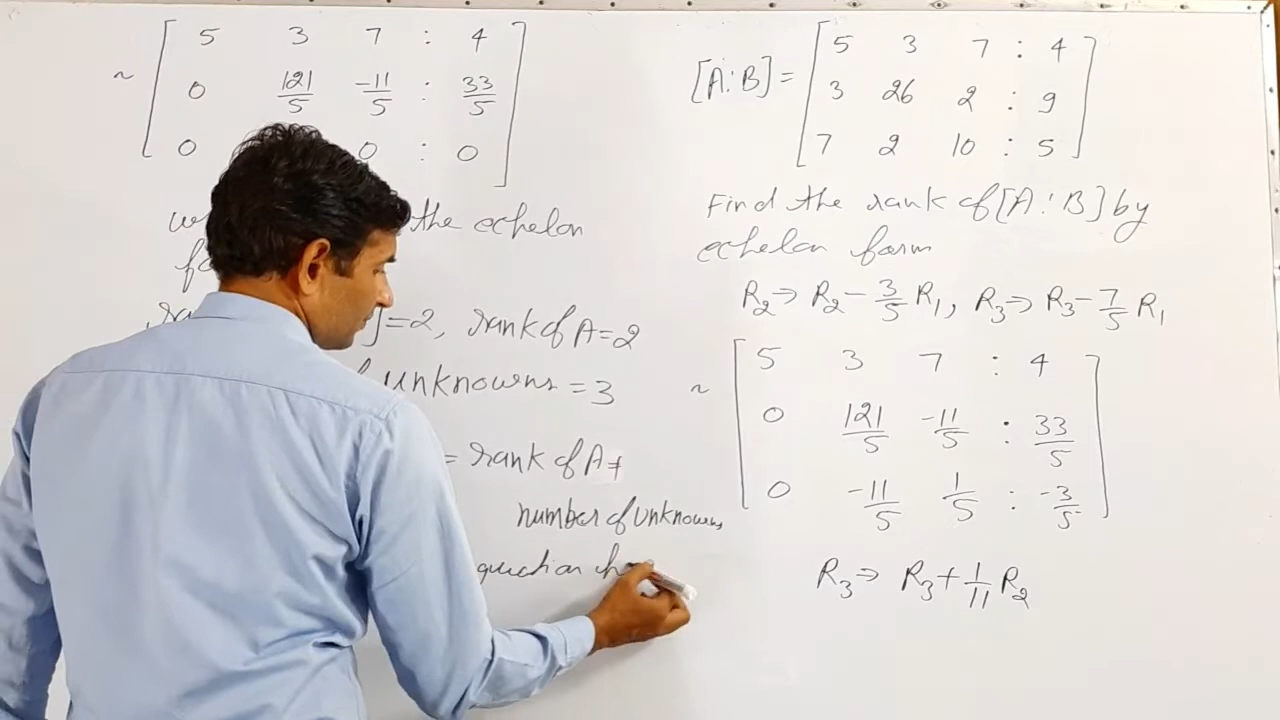 5 3 7 : 4
~ 0 121/5 -11/5 : 33/5
0 0 : 0
the echelon
]=2, rank of A=2
unknowns = 3
= rank of A ≠
number of unknowns
[A:B] = 5 3 7 : 4
3 26 2 : 9
7 2 10 : 5
Find the rank of [A:B] by
echelon form
R2→ R2 - 3/5 R1, R3→ R3 - 7/5 R1
~ 5 3 7 : 4
0 121/5 -11/5 : 33/5
0 -11/5 1/5 : -3/5
R3⇒ R3 + 1/11 R2